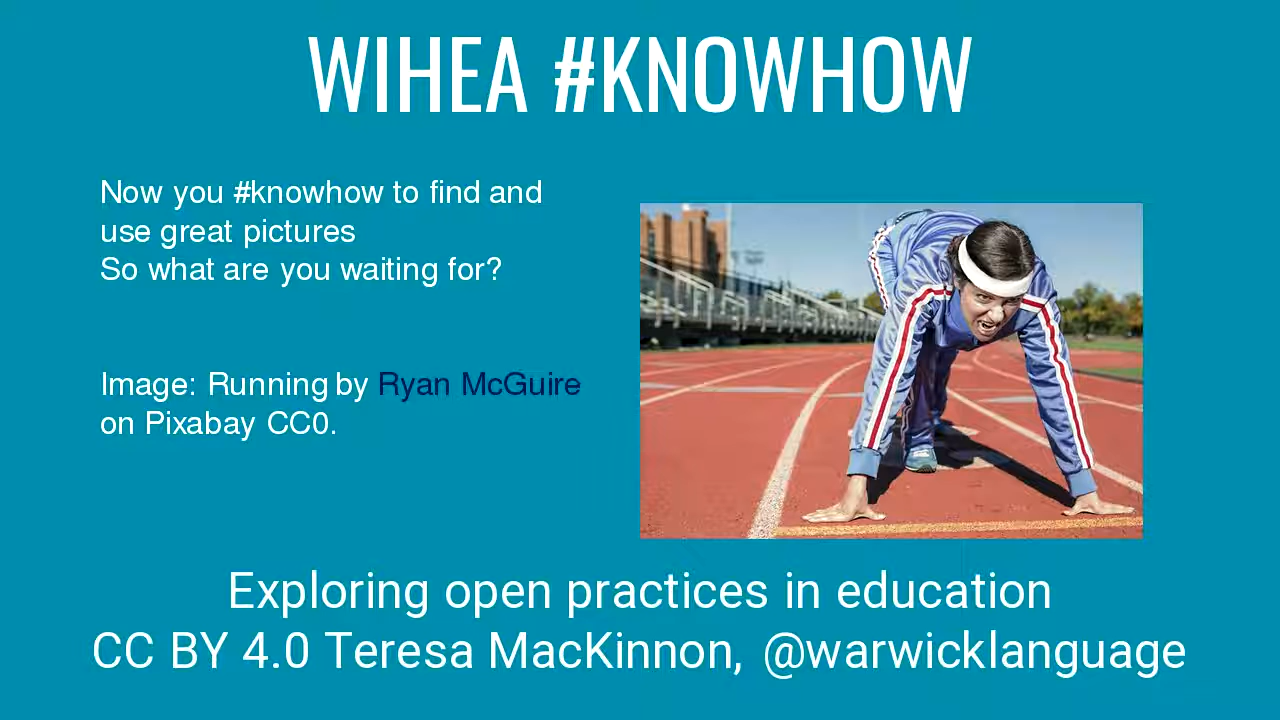 WIHEA #KNOWHOW
Now you #knowhow to find and
use great pictures
So what are you waiting for?
Image: Running by Ryan McGuire
on Pixabay CC0.
Exploring open practices in education
CC BY 4.0 Teresa MacKinnon, @warwicklanguage